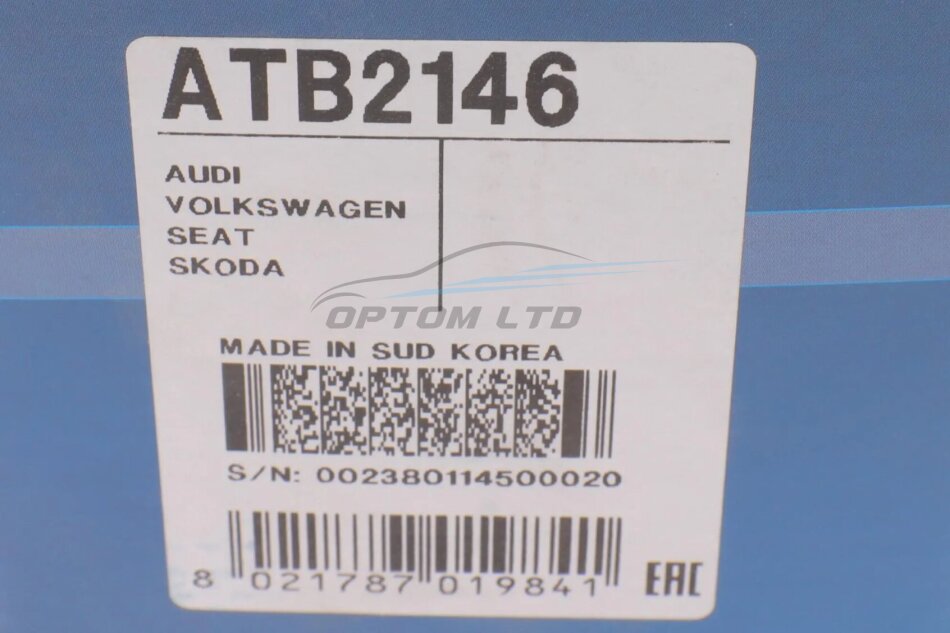 ATB2146
AUDI
VOLKSWAGEN
SEAT
SKODA
OPTOM LTD
MADE IN SUD KOREA
S/N: 002380114500020
8 021787 019841
EAC